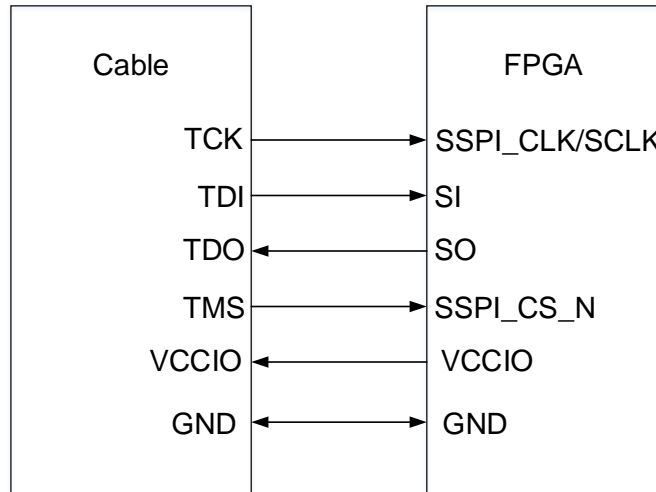 Cable FPGA
TCK SSPI_CLK/SCLK
TDI SI
TDO SO
TMS SSPI_CS_N
VCCIO VCCIO
GND GND